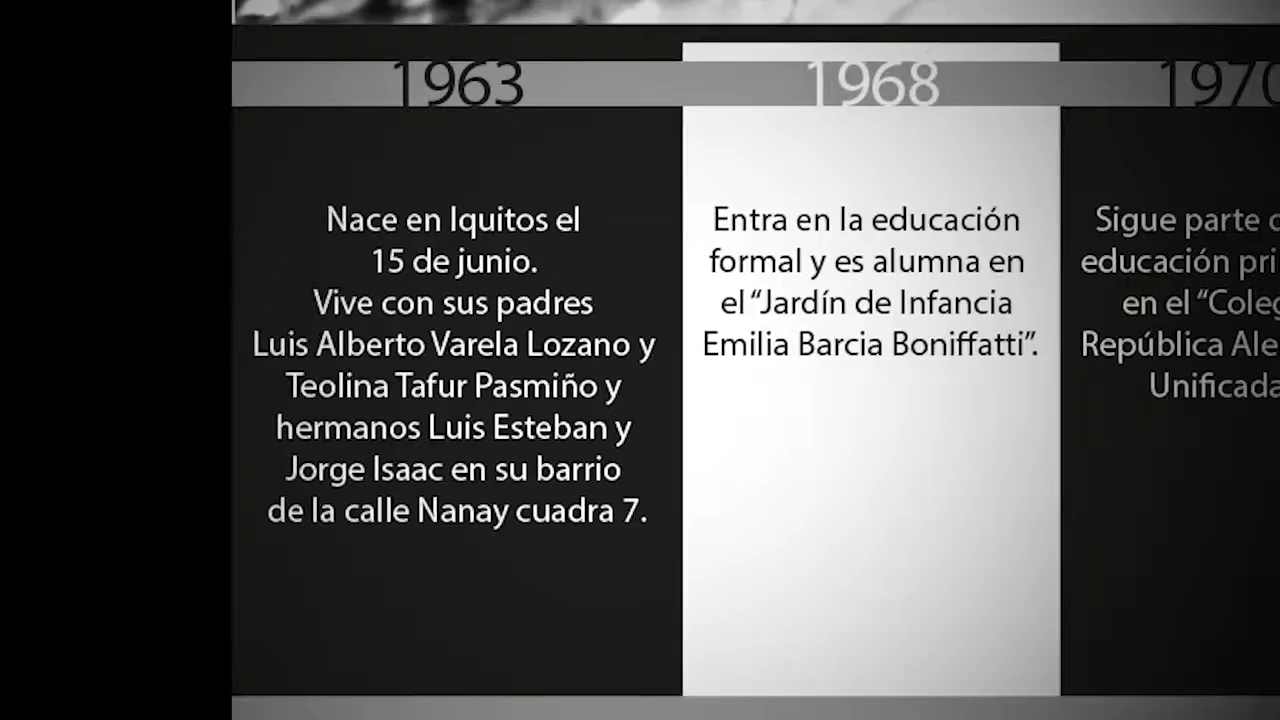 1963
Nace en Iquitos el
15 de junio.
Vive con sus padres
Luis Alberto Varela Lozano y
Teolina Tafur Pasmiño y
hermanos Luis Esteban y
Jorge Isaac en su barrio
de la calle Nanay cuadra 7.
1968
Entra en la educación
formal y es alumna en
el “Jardín de Infancia
Emilia Barcia Boniffatti”.
1970
Sigue parte
educación
en el
República
Unificada